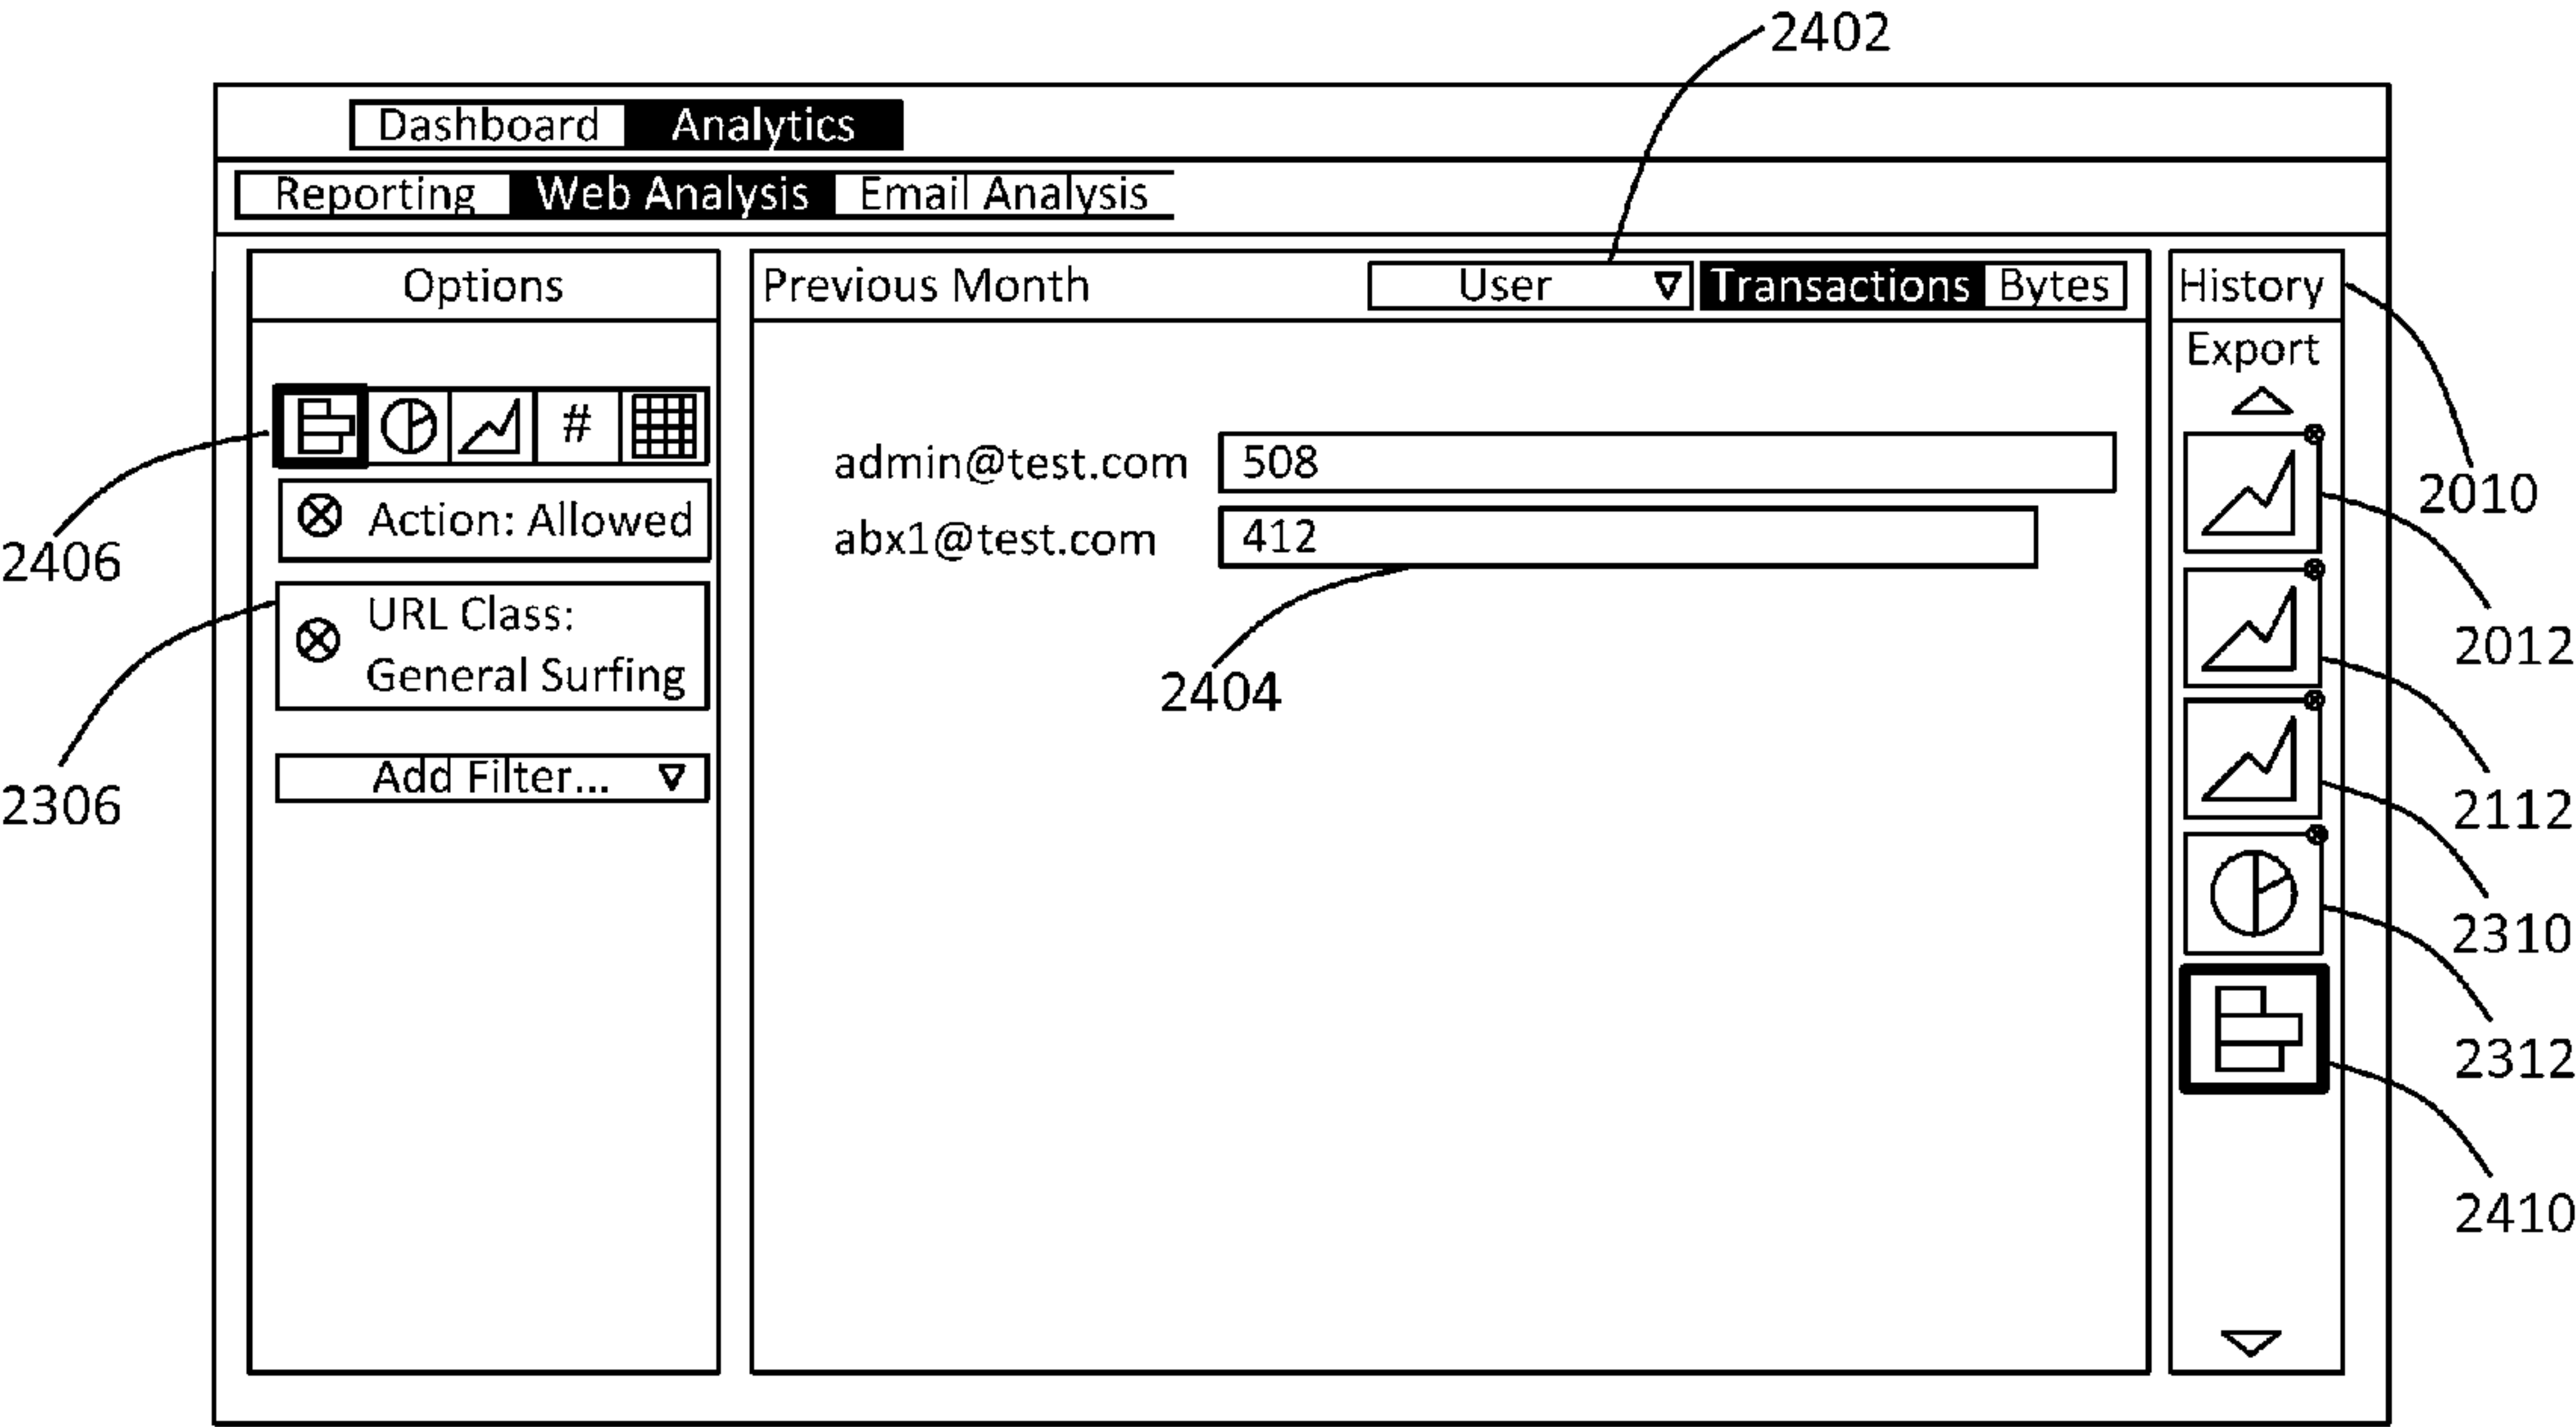 2402
Dashboard Analytics
Reporting Web Analysis Email Analysis
Options
Previous Month User Transactions Bytes
History
Export
#
Action: Allowed
URL Class:
General Surfing
Add Filter...
admin@test.com 508
abx1@test.com 412
2406
2306
2404
2010
2012
2112
2310
2312
2410